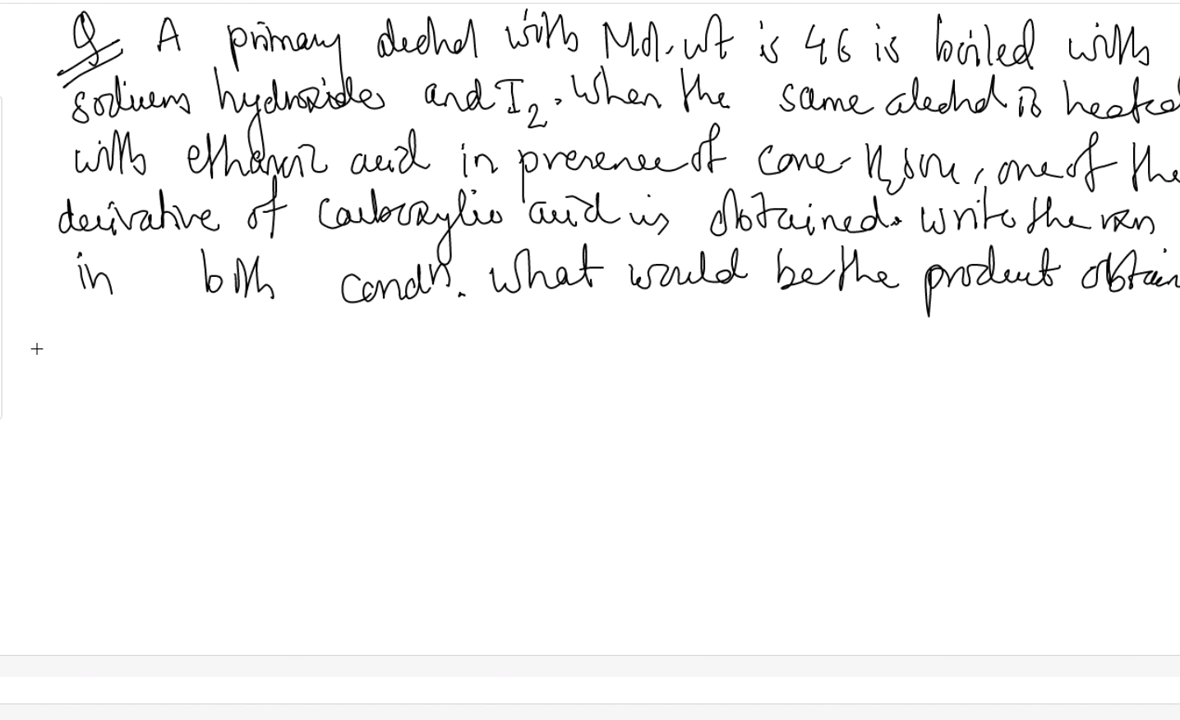 Q A primary alcohol with Mol. wt is 46 is boiled with
sodium hydroxides and I2. When the same alcohol is heated
with ethanoic acid in presence of conc H2SO4, one of the
derivative of carboxylic acid is obtained. write the rxn
in both condn. What would be the product obtain